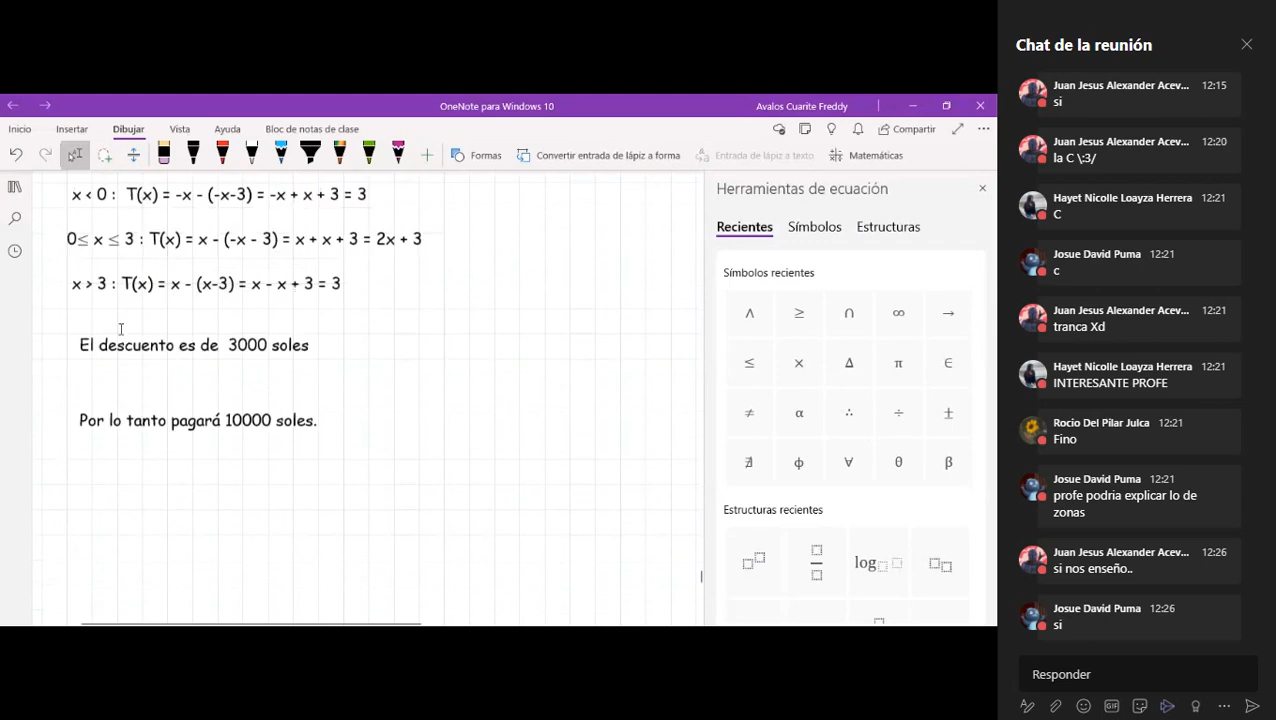 Chat de la reunión
OneNote para Windows 10
Avalos Cuarite Freddy
Inicio
Insertar
Dibujar
Vista
Ayuda
Bloc de notas de clase
Compartir
Formas
Convertir entrada de lápiz a forma
Entrada de lápiz a texto
Matemáticas
x < 0 : T(x) = -x - (-x-3) = -x + x + 3 = 3
0≤ x ≤ 3 : T(x) = x - (-x - 3) = x + x + 3 = 2x + 3
x > 3 : T(x) = x - (x-3) = x - x + 3 = 3
El descuento es de 3000 soles
Por lo tanto pagará 10000 soles.
Herramientas de ecuación
Recientes
Símbolos
Estructuras
Símbolos recientes
∧ ≥ ∩ ∞ →
≤ × Δ π ∈
≠ α ∴ ÷ ±
∄ ϕ ∀ θ β
Estructuras recientes
log
Juan Jesus Alexander Acev... 12:15
si
Juan Jesus Alexander Acev... 12:20
la C \:3/
Hayet Nicolle Loayza Herrera 12:21
C
Josue David Puma 12:21
c
Juan Jesus Alexander Acev... 12:21
tranca Xd
Hayet Nicolle Loayza Herrera 12:21
INTERESANTE PROFE
Rocio Del Pilar Julca 12:21
Fino
Josue David Puma 12:21
profe podria explicar lo de
zonas
Juan Jesus Alexander Acev... 12:26
si nos enseño..
Josue David Puma 12:26
si
Responder
GIF